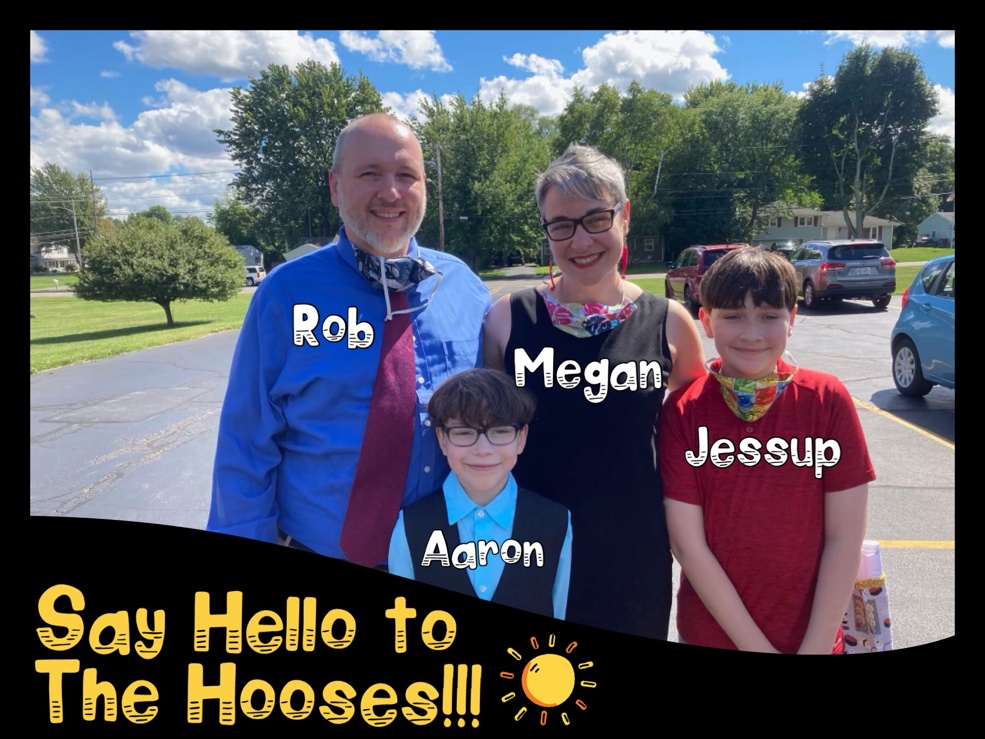 Rob
Megan
Jessup
Aaron
Say Hello to
The Hooses!!!